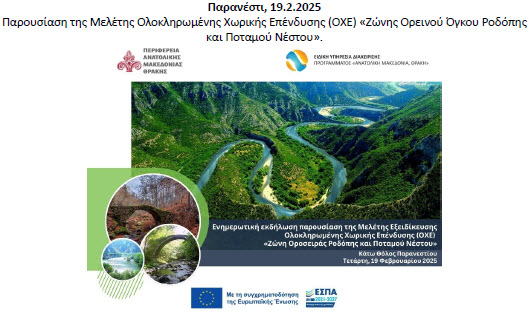 Παρανέστι, 19.2.2025
Παρουσίαση της Μελέτης Ολοκληρωμένης Χωρικής Επένδυσης (ΟΧΕ) «Ζώνης Ορεινού Όγκου Ροδόπης
και Ποταμού Νέστου».
ΠΕΡΙΦΕΡΕΙΑ
ΑΝΑΤΟΛΙΚΗΣ
ΜΑΚΕΔΟΝΙΑΣ
ΘΡΑΚΗΣ
ΕΙΔΙΚΗ ΥΠΗΡΕΣΙΑ ΔΙΑΧΕΙΡΙΣΗΣ
ΠΡΟΓΡΑΜΜΑΤΟΣ «ΑΝΑΤΟΛΙΚΗ ΜΑΚΕΔΟΝΙΑ, ΘΡΑΚΗ»
Ενημερωτική εκδήλωση παρουσίαση της Μελέτης Εξειδίκευσης
Ολοκληρωμένης Χωρικής Επένδυσης (ΟΧΕ)
«Ζώνη Οροσειράς Ροδόπης και Ποταμού Νέστου»
Κάτω Θόλος Παρανεστίου
Τετάρτη, 19 Φεβρουαρίου 2025
Με τη συγχρηματοδότηση
της Ευρωπαϊκής Ένωσης
ΕΣΠΑ
2021-2027